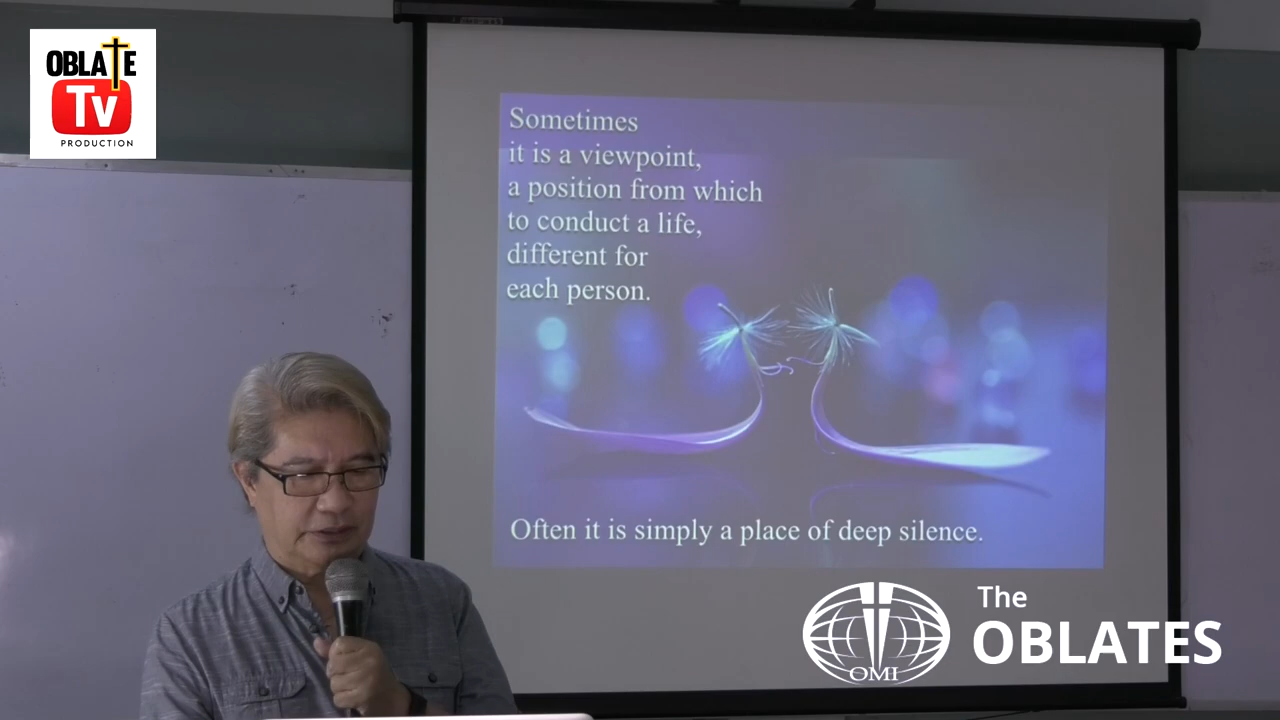 OBLATE
Tv
PRODUCTION
Sometimes
it is a viewpoint,
a position from which
to conduct a life,
different for
each person.
Often it is simply a place of deep silence.
The
OBLATES
OMI